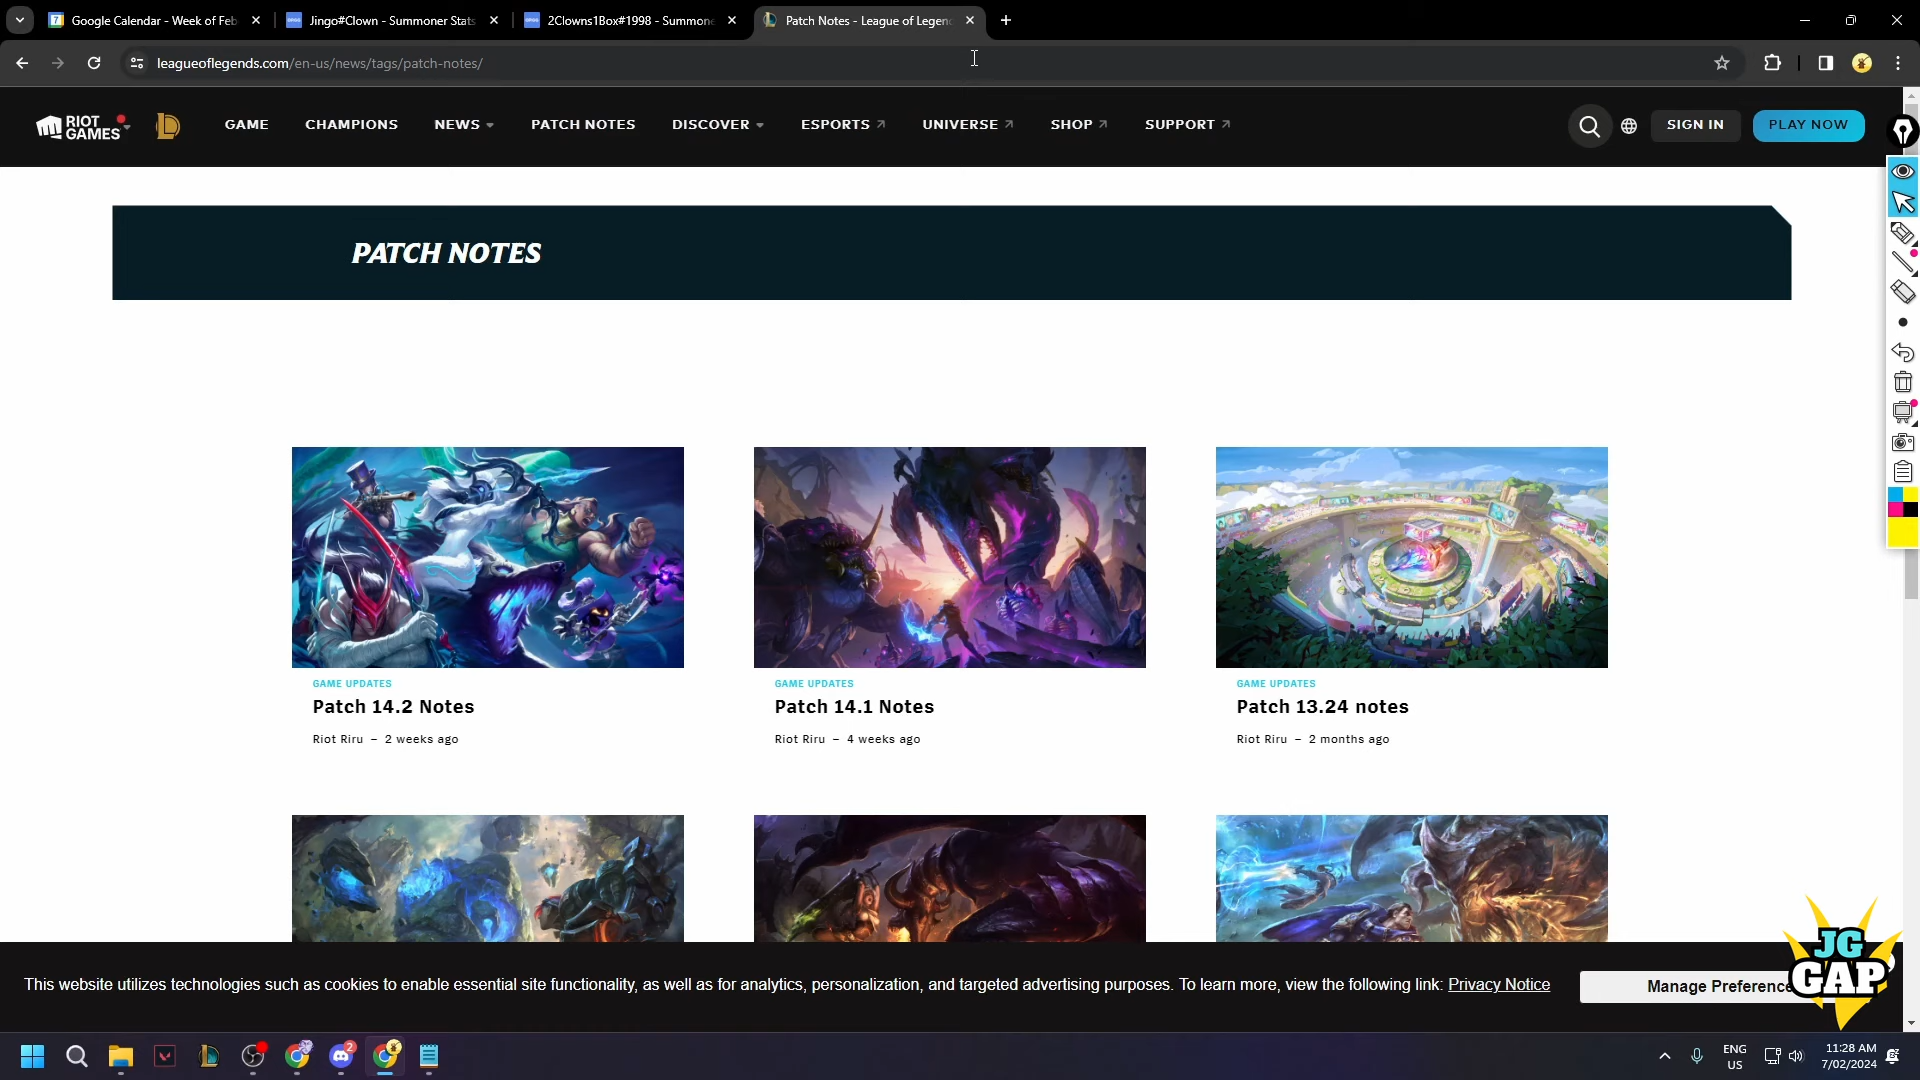 Google Calendar - Week of Feb
Jingo#Clown - Summoner Stats
2Clowns1Box#1998 - Summone
Patch Notes - League of Legen
leagueoflegends.com/en-us/news/tags/patch-notes/
RIOT GAMES
GAME
CHAMPIONS
NEWS
PATCH NOTES
DISCOVER
ESPORTS
UNIVERSE
SHOP
SUPPORT
SIGN IN
PLAY NOW
PATCH NOTES
GAME UPDATES
Patch 14.2 Notes
Riot Riru – 2 weeks ago
GAME UPDATES
Patch 14.1 Notes
Riot Riru – 4 weeks ago
GAME UPDATES
Patch 13.24 notes
Riot Riru – 2 months ago
This website utilizes technologies such as cookies to enable essential site functionality, as well as for analytics, personalization, and targeted advertising purposes. To learn more, view the following link: Privacy Notice
Manage Preference
JG
GAP
2
ENG
US
11:28 AM
7/02/2024